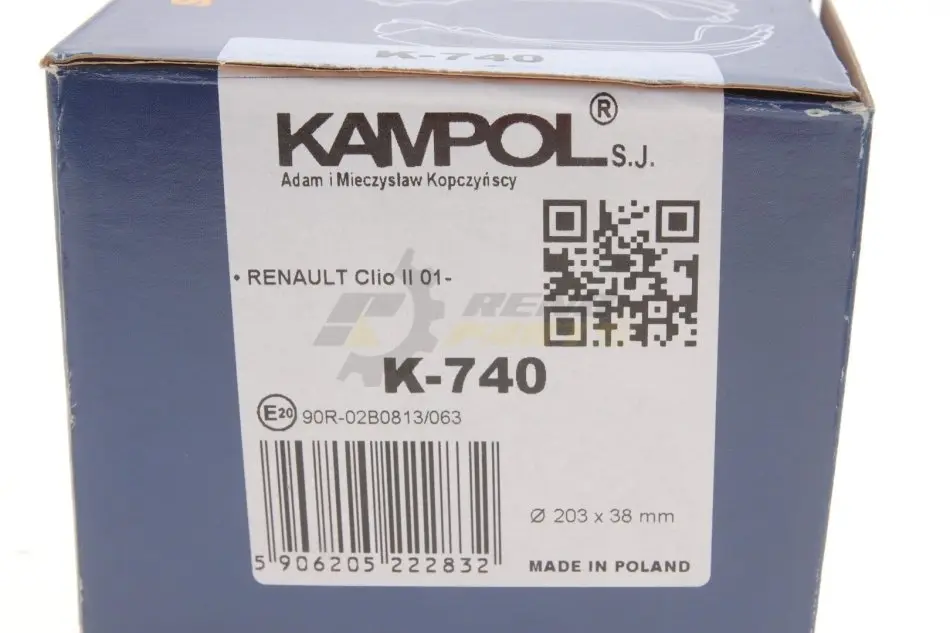 K-740
KAMPOL® S.J.
Adam i Mieczysław Kopczyńscy
• RENAULT Clio II 01-
K-740
E20 90R-02B0813/063
Ø 203 x 38 mm
5 906205 222832
MADE IN POLAND